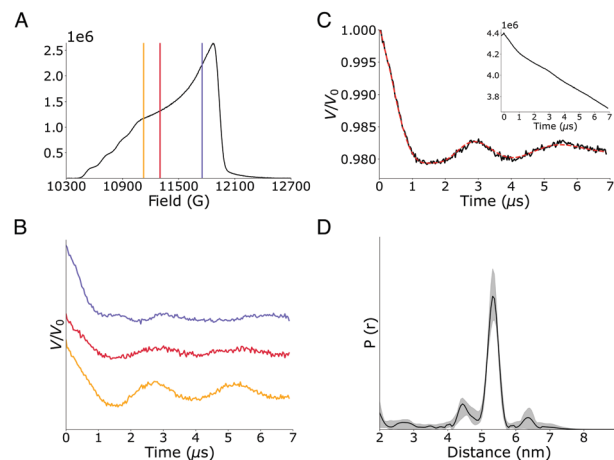 A
1e6
2.5
2.0
1.5
1.0
0.5
0.0
10300 10900 11500 12100 12700
Field (G)
B
V/V0
0 1 2 3 4 5 6 7
Time (μs)
C
V/V0
1.000
0.995
0.990
0.985
0.980
0 1 2 3 4 5 6 7
Time (μs)
1e6
4.4
4.2
4.0
3.8
0 1 2 3 4 5 6 7
Time (μs)
D
P (r)
2 3 4 5 6 7 8
Distance (nm)